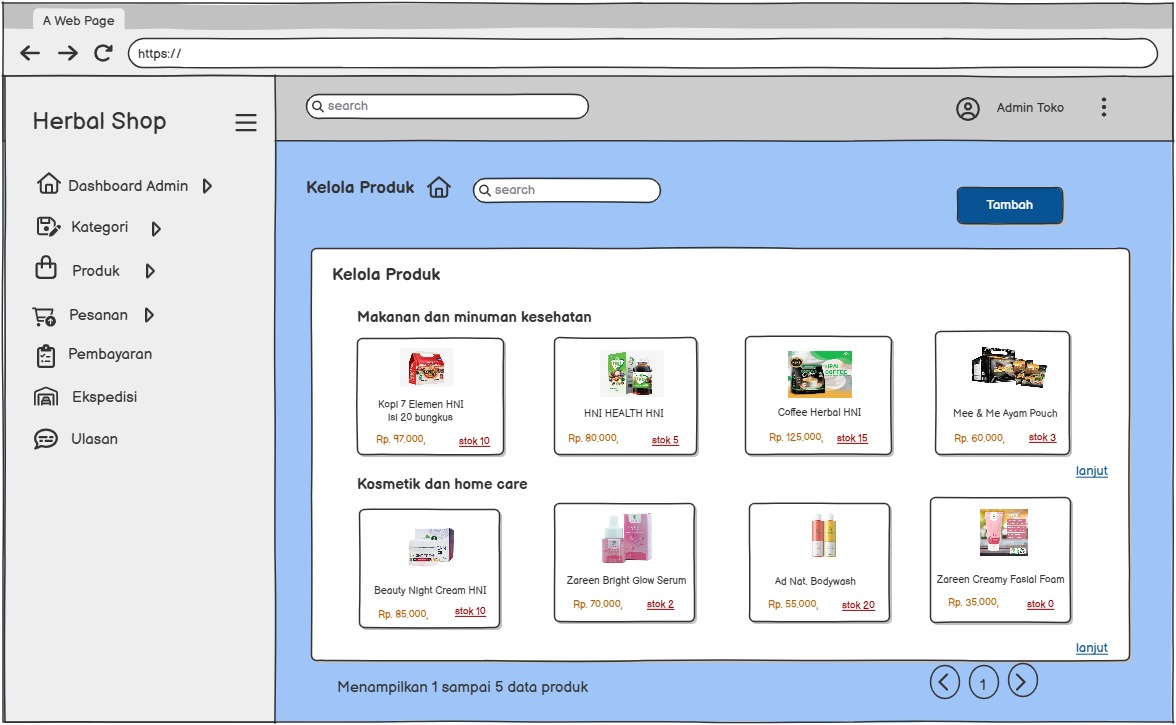 A Web Page
https://
Herbal Shop
search
Admin Toko
Dashboard Admin
Kategori
Produk
Pesanan
Pembayaran
Ekspedisi
Ulasan
Kelola Produk
search
Tambah
Kelola Produk
Makanan dan minuman kesehatan
Kopi 7 Elemen HNI
isi 20 bungkus
Rp. 97,000,
stok 10
HNI HEALTH HNI
Rp. 80,000,
stok 5
HPAI
COFFEE
Coffee Herbal HNI
Rp. 125,000,
stok 15
Mee & Me Ayam Pouch
Rp. 60,000,
stok 3
lanjut
Kosmetik dan home care
Beauty Night Cream HNI
Rp. 85,000,
stok 10
Zareen Bright Glow Serum
Rp. 70,000,
stok 2
Ad Nat. Bodywash
Rp. 55,000,
stok 20
Zareen Creamy Fasial Foam
Rp. 35,000,
stok 0
lanjut
Menampilkan 1 sampai 5 data produk
1